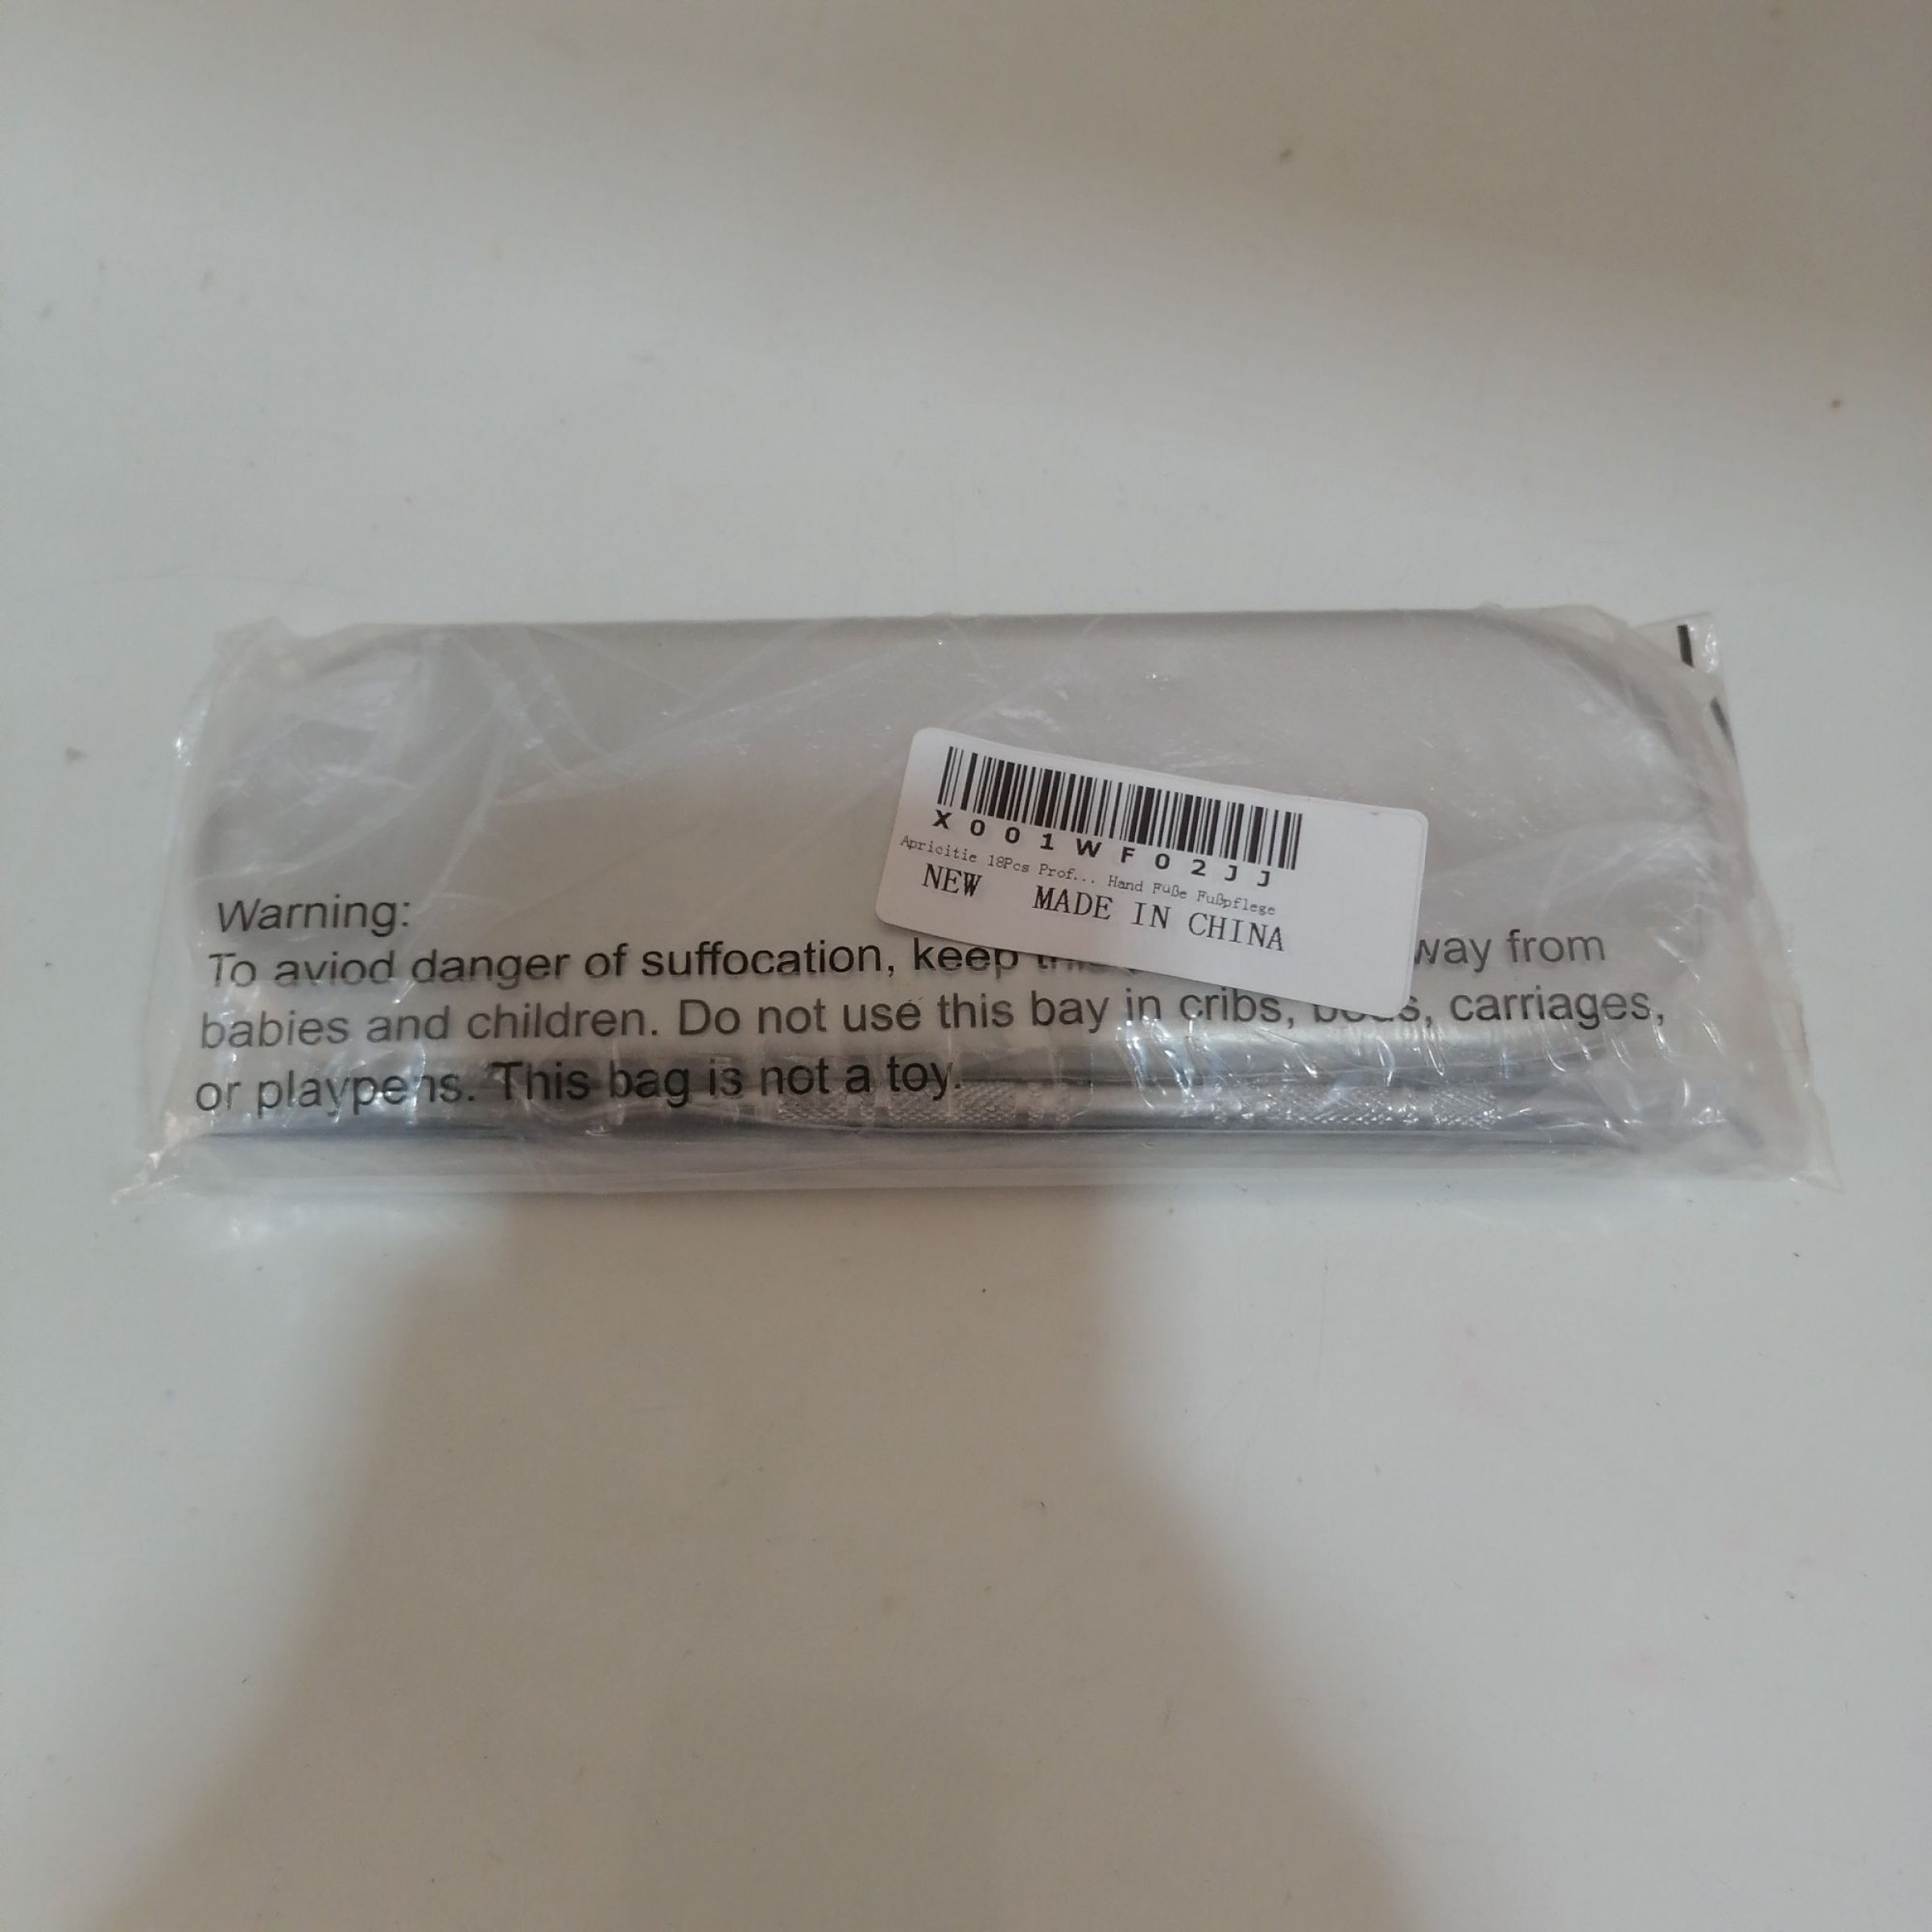 X001WF02JJ
Apricitie 18Pcs Prof... Hand Füße Fußpflege
NEW MADE IN CHINA
Warning:
To aviod danger of suffocation, keep way from
babies and children. Do not use this bay in cribs, carriages,
or playpens. This bag is not a toy.